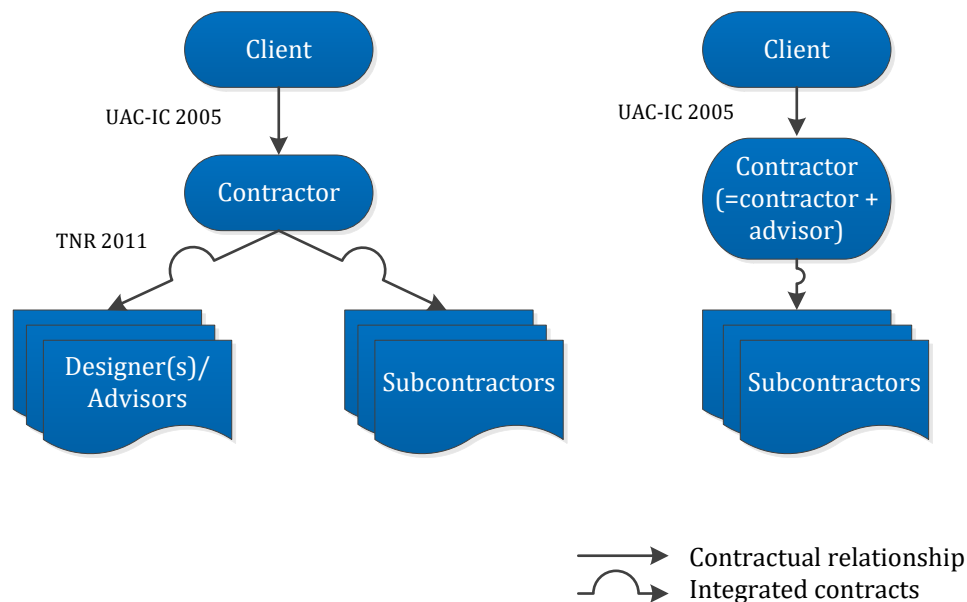 Client
UAC-IC 2005
Contractor
TNR 2011
Designer(s)/
Advisors
Subcontractors
Client
UAC-IC 2005
Contractor
(=contractor +
advisor)
Subcontractors
Contractual relationship
Integrated contracts